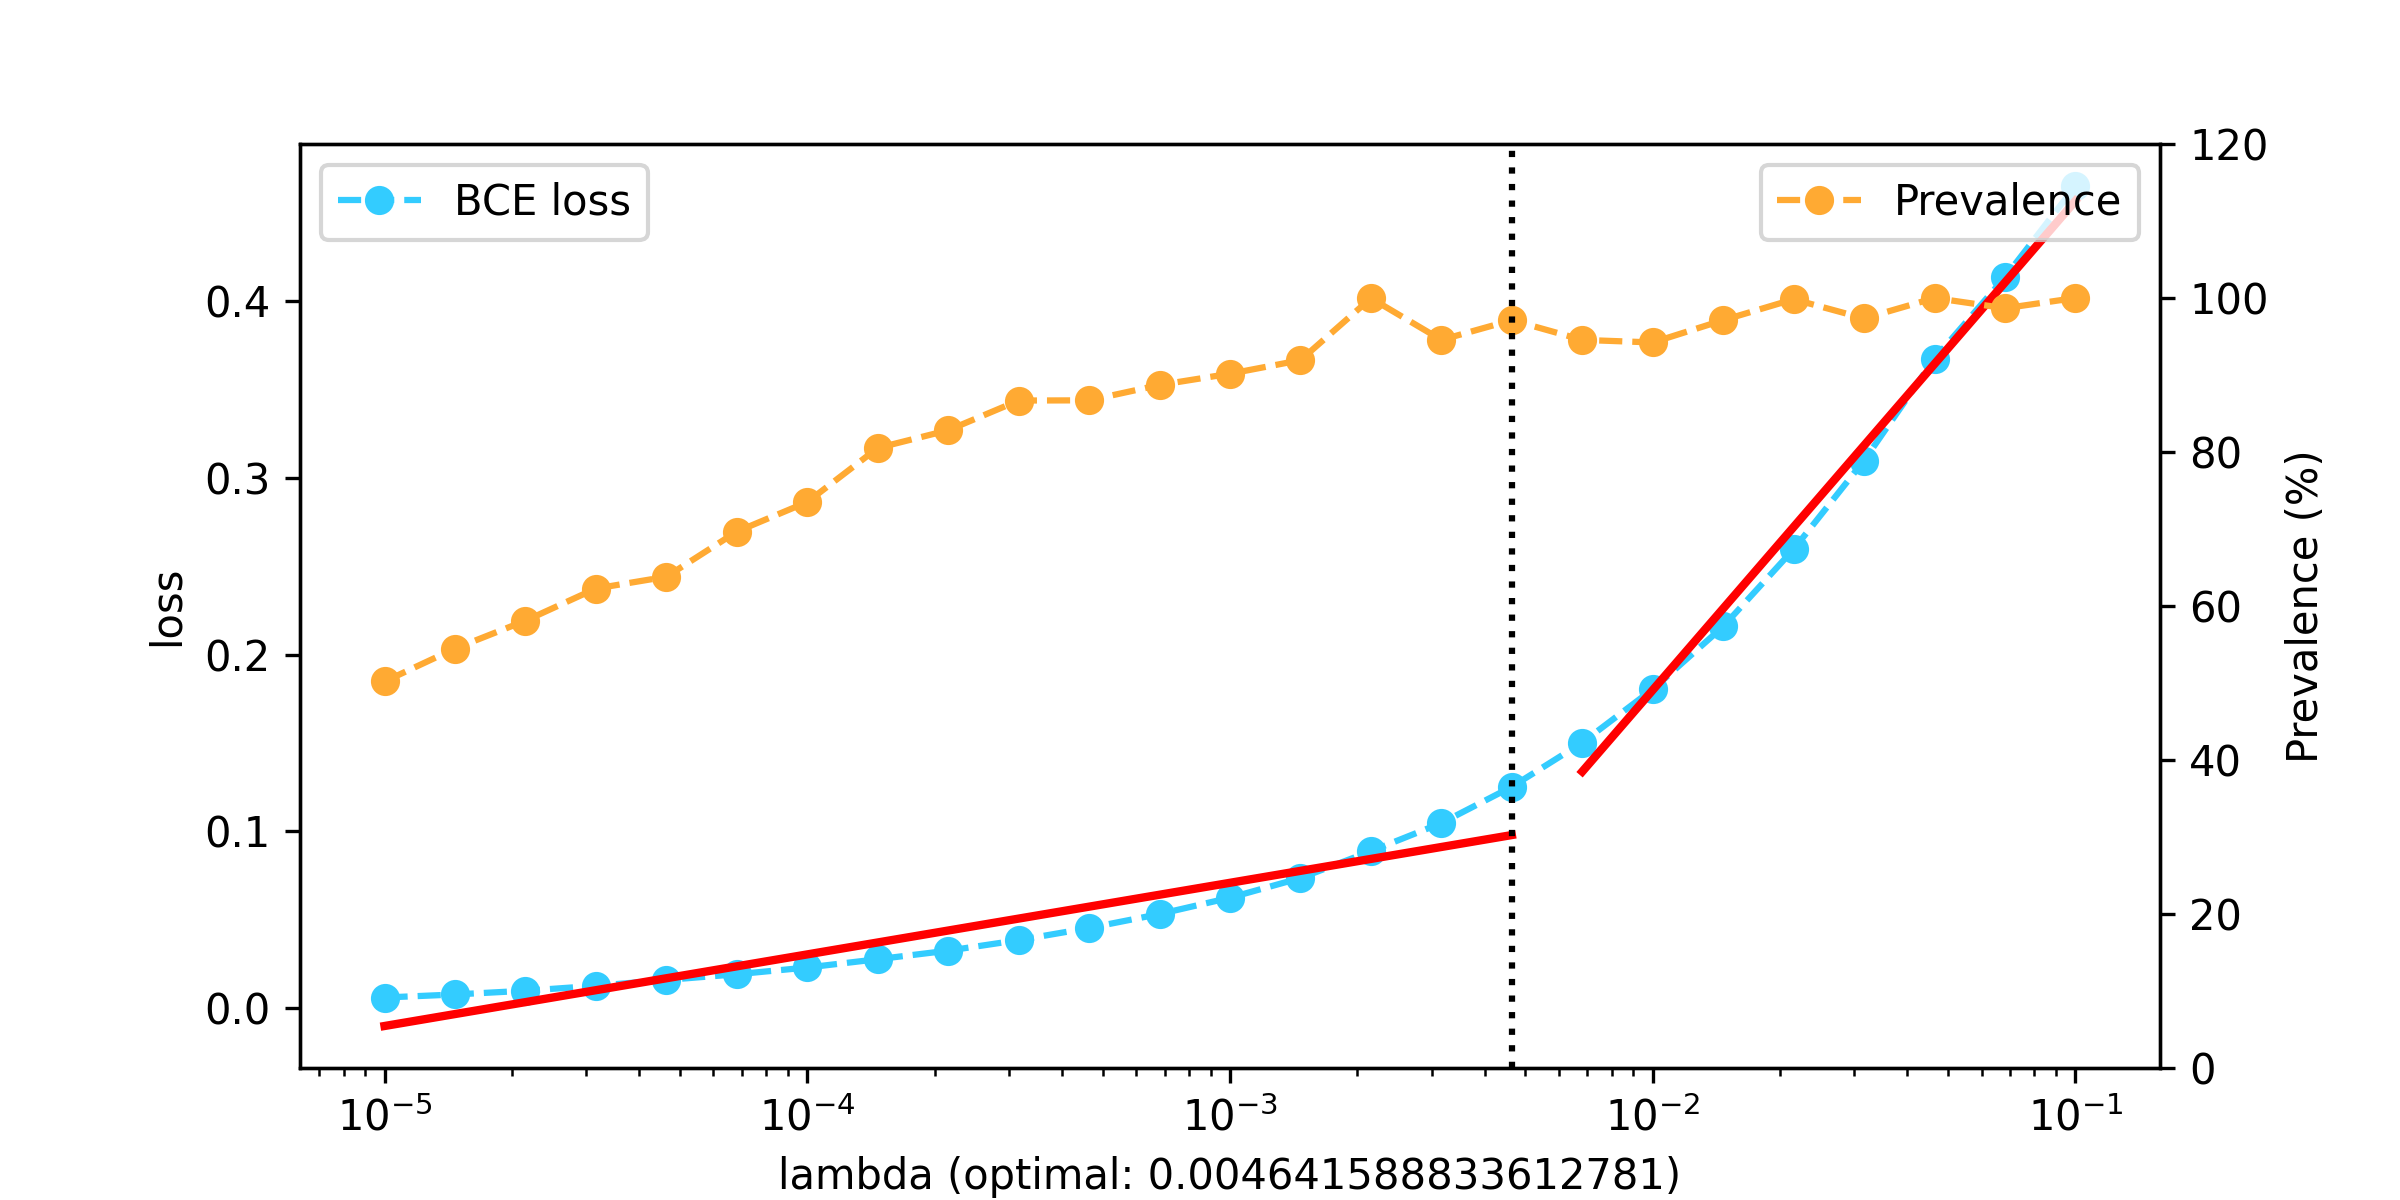 BCE loss
Prevalence
loss
0.4
0.3
0.2
0.1
0.0
120
100
80
60
40
20
0
Prevalence (%)
10⁻⁵ 10⁻⁴ 10⁻³ 10⁻² 10⁻¹
lambda (optimal: 0.004641588833612781)